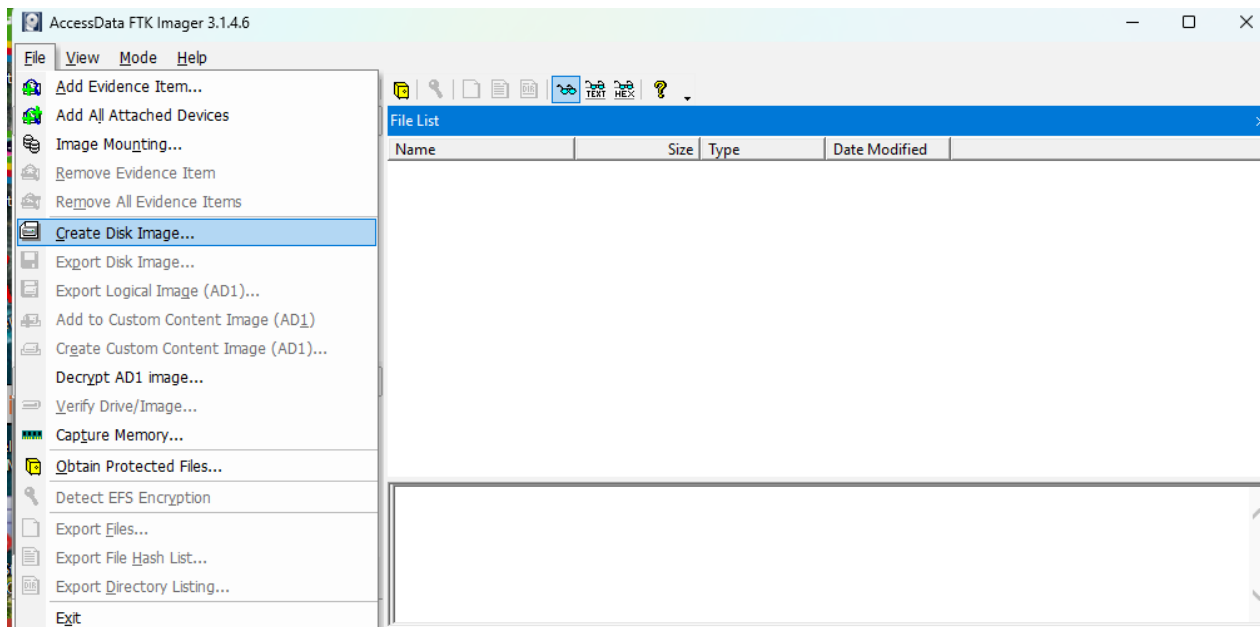 AccessData FTK Imager 3.1.4.6
File View Mode Help
Add Evidence Item...
Add All Attached Devices
Image Mounting...
Remove Evidence Item
Remove All Evidence Items
Create Disk Image...
Export Disk Image...
Export Logical Image (AD1)...
Add to Custom Content Image (AD1)
Create Custom Content Image (AD1)...
Decrypt AD1 image...
Verify Drive/Image...
Capture Memory...
Obtain Protected Files...
Detect EFS Encryption
Export Files...
Export File Hash List...
Export Directory Listing...
Exit
TEXT HEX
File List
Name Size Type Date Modified